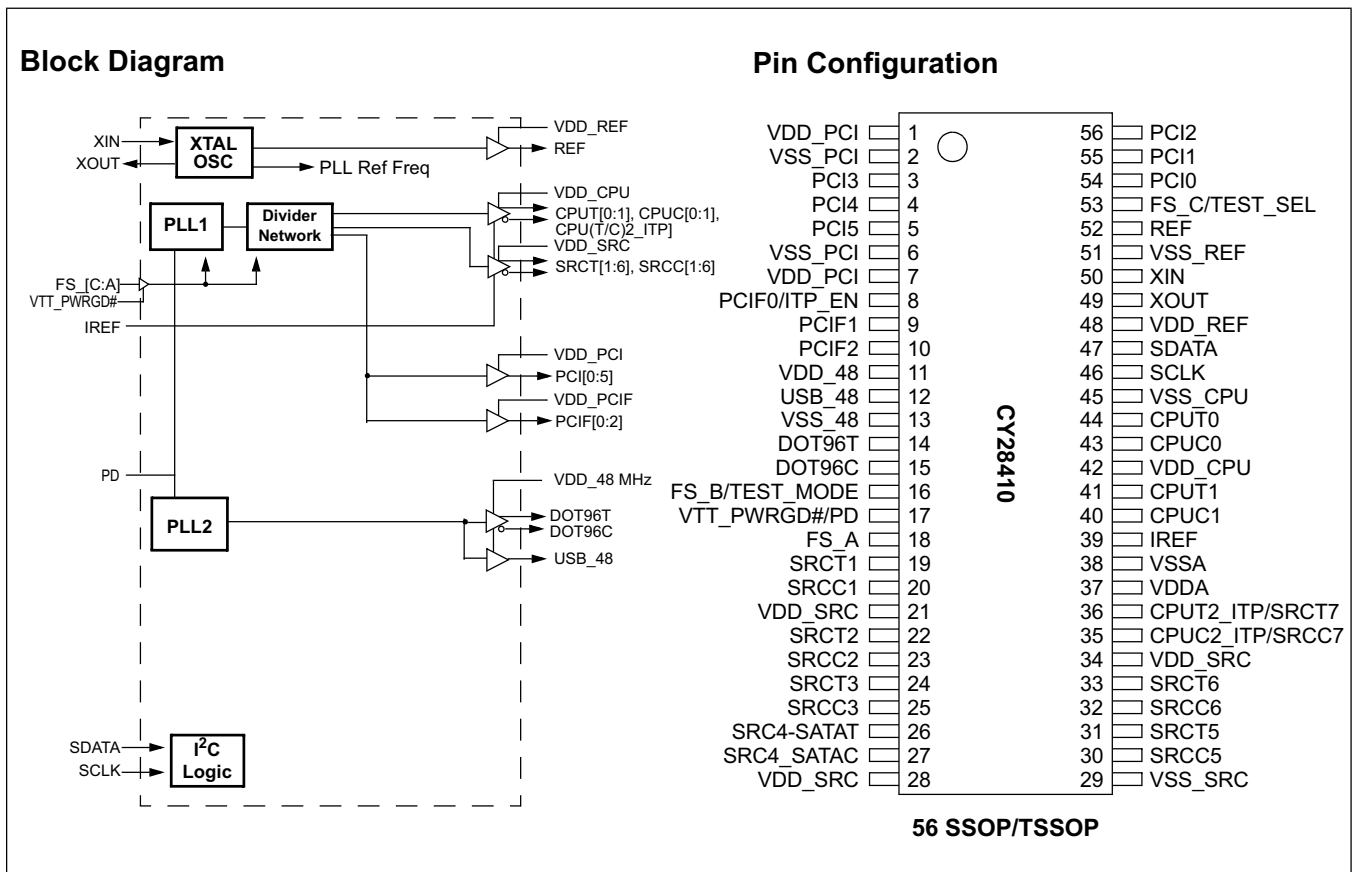 Block Diagram
XIN
XOUT
XTAL
OSC
VDD_REF
REF
PLL Ref Freq
PLL1
Divider
Network
VDD_CPU
CPUT[0:1], CPUC[0:1],
CPU(T/C)2_ITP]
VDD_SRC
SRCT[1:6], SRCC[1:6]
FS_[C:A]
VTT_PWRGD#
IREF
VDD_PCI
PCI[0:5]
VDD_PCIF
PCIF[0:2]
PD
PLL2
VDD_48 MHz
DOT96T
DOT96C
USB_48
SDATA
SCLK
I2C
Logic
Pin Configuration
VDD_PCI 1
VSS_PCI 2
PCI3 3
PCI4 4
PCI5 5
VSS_PCI 6
VDD_PCI 7
PCIF0/ITP_EN 8
PCIF1 9
PCIF2 10
VDD_48 11
USB_48 12
VSS_48 13
DOT96T 14
DOT96C 15
FS_B/TEST_MODE 16
VTT_PWRGD#/PD 17
FS_A 18
SRCT1 19
SRCC1 20
VDD_SRC 21
SRCT2 22
SRCC2 23
SRCT3 24
SRCC3 25
SRC4-SATAT 26
SRC4_SATAC 27
VDD_SRC 28
CY28410
56 PCI2
55 PCI1
54 PCI0
53 FS_C/TEST_SEL
52 REF
51 VSS_REF
50 XIN
49 XOUT
48 VDD_REF
47 SDATA
46 SCLK
45 VSS_CPU
44 CPUT0
43 CPUC0
42 VDD_CPU
41 CPUT1
40 CPUC1
39 IREF
38 VSSA
37 VDDA
36 CPUT2_ITP/SRCT7
35 CPUC2_ITP/SRCC7
34 VDD_SRC
33 SRCT6
32 SRCC6
31 SRCT5
30 SRCC5
29 VSS_SRC
56 SSOP/TSSOP